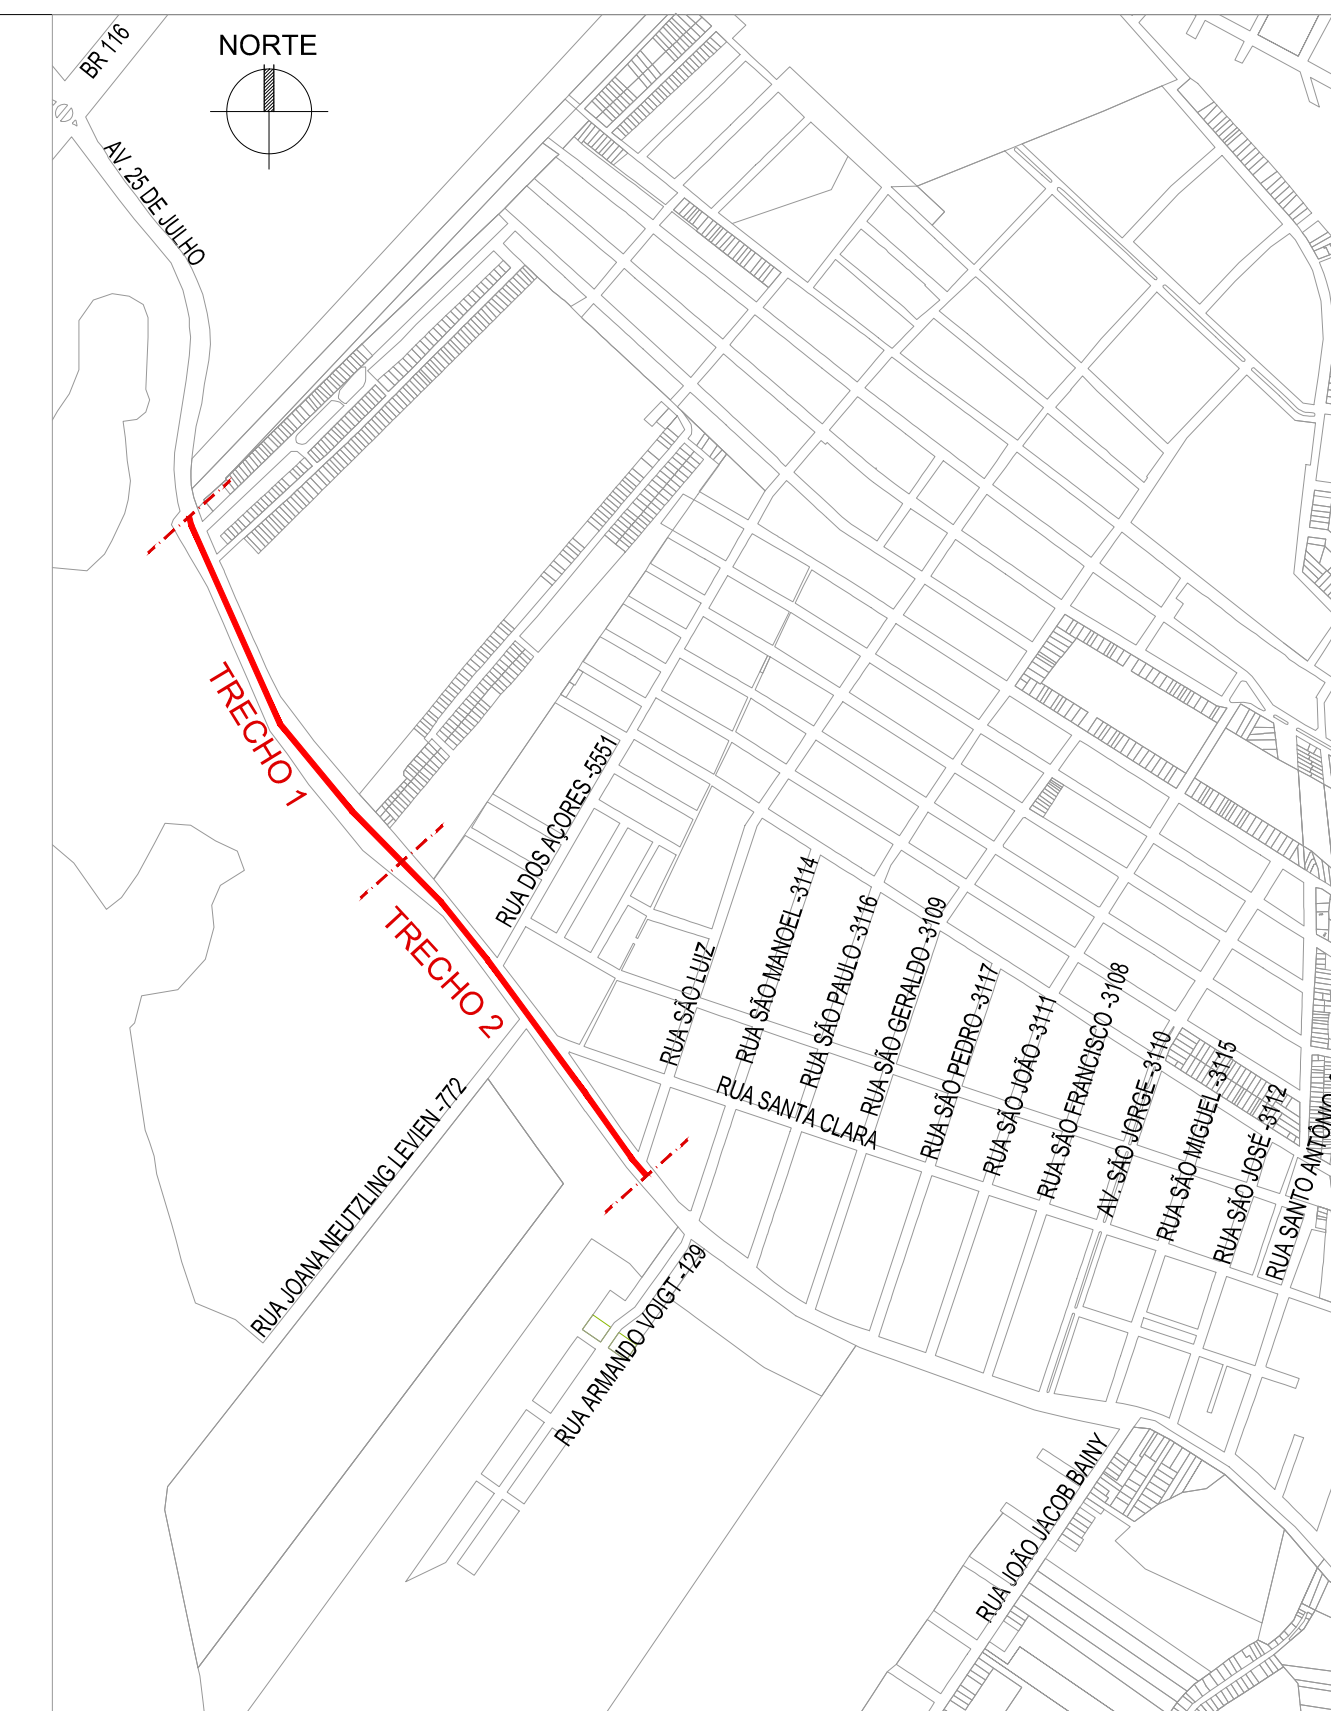 BR 116
NORTE
AV. 25 DE JULHO
TRECHO 1
TRECHO 2
RUA DOS AÇORES -5551
RUA SÃO LUIZ
RUA SÃO MANOEL -3114
RUA SÃO PAULO -3116
RUA SÃO GERALDO -3109
RUA SÃO PEDRO -3117
RUA SÃO JOÃO -3111
RUA SÃO FRANCISCO -3108
AV. SÃO JORGE -3110
RUA SÃO MIGUEL -3115
RUA SÃO JOSÉ -3112
RUA SANTO ANTÔNIO
RUA SANTA CLARA
RUA JOANA NEUTZLING LEVIEN -772
RUA ARMANDO VOIGT -129
RUA JOÃO JACOB BAINY